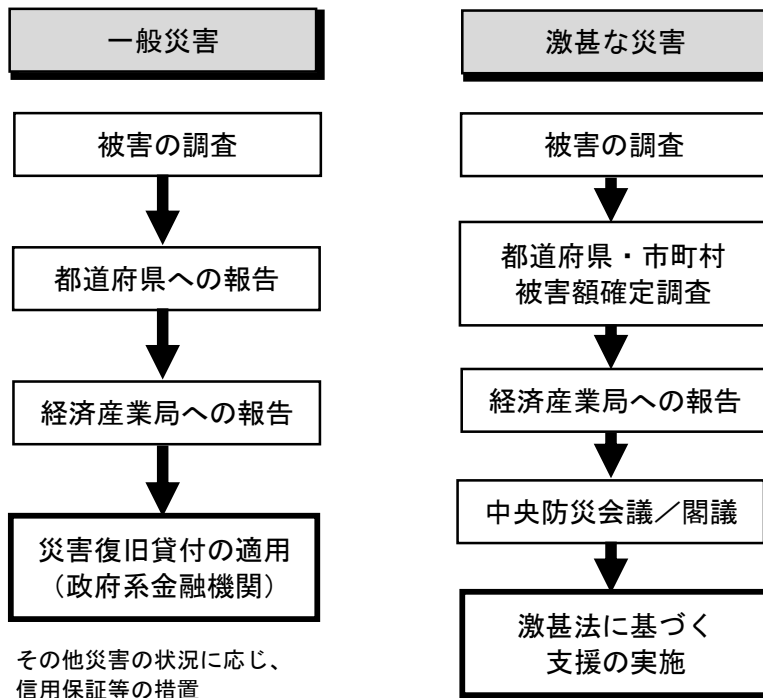 一般災害
被害の調査
都道府県への報告
経済産業局への報告
災害復旧貸付の適用
（政府系金融機関）
その他災害の状況に応じ、
信用保証等の措置
激甚な災害
被害の調査
都道府県・市町村
被害額確定調査
経済産業局への報告
中央防災会議／閣議
激甚法に基づく
支援の実施